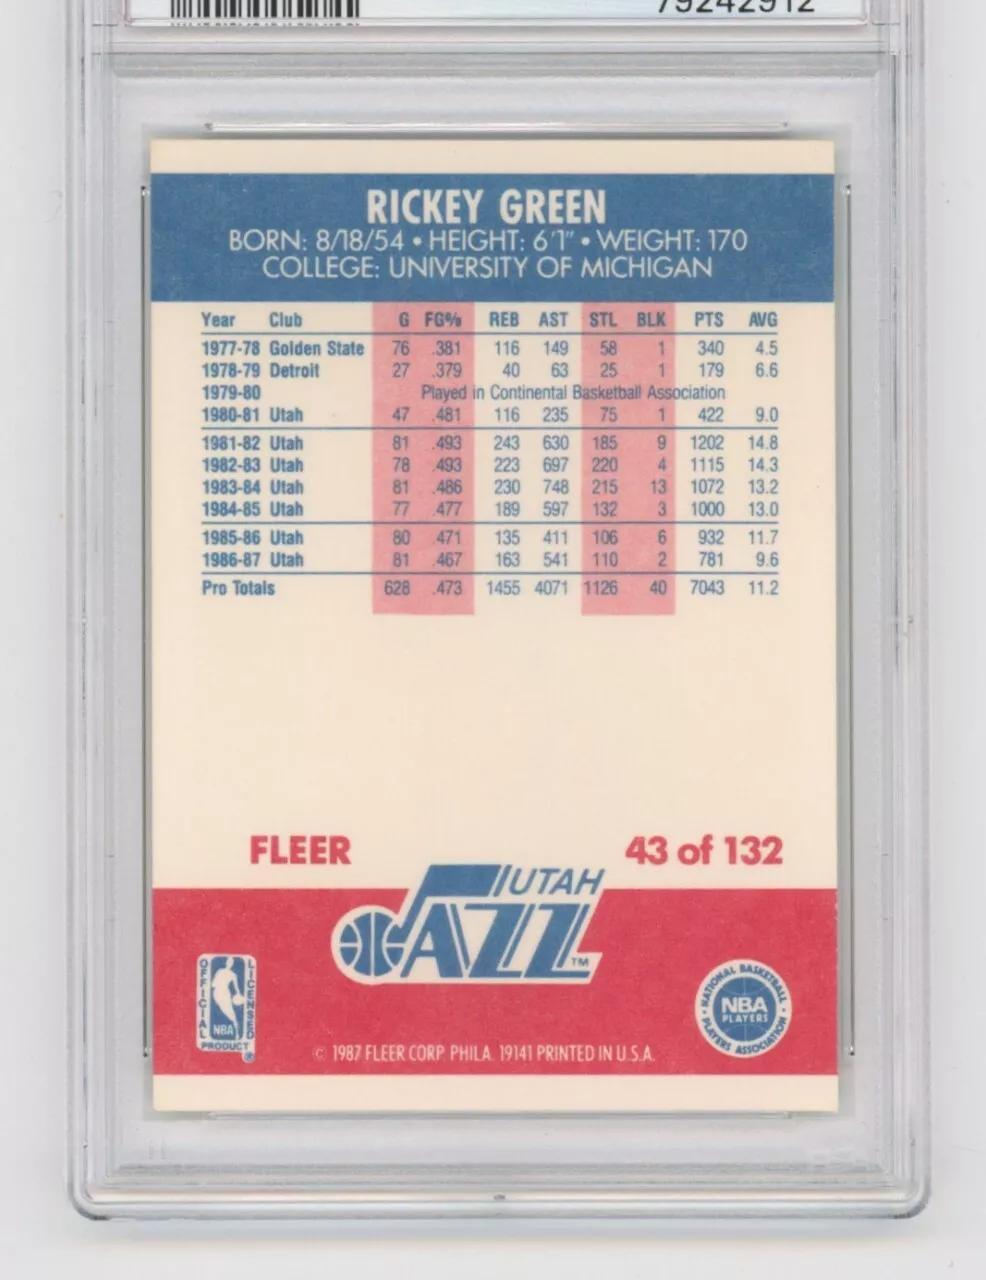 79242912
RICKEY GREEN
BORN: 8/18/54 • HEIGHT: 6'1" • WEIGHT: 170
COLLEGE: UNIVERSITY OF MICHIGAN
Year Club G FG% REB AST STL BLK PTS AVG
1977-78 Golden State 76 .381 116 149 58 1 340 4.5
1978-79 Detroit 27 .379 40 63 25 1 179 6.6
1979-80 Played in Continental Basketball Association
1980-81 Utah 47 .481 116 235 75 1 422 9.0
1981-82 Utah 81 .493 243 630 185 9 1202 14.8
1982-83 Utah 78 .493 223 697 220 4 1115 14.3
1983-84 Utah 81 .486 230 748 215 13 1072 13.2
1984-85 Utah 77 .477 189 597 132 3 1000 13.0
1985-86 Utah 80 .471 135 411 106 6 932 11.7
1986-87 Utah 81 .467 163 541 110 2 781 9.6
Pro Totals 628 .473 1455 4071 1126 40 7043 11.2
FLEER 43 of 132
UTAH
JAZZ TM
OFFICIAL LICENSED
NBA
PRODUCT ®
NATIONAL BASKETBALL
NBA
PLAYERS
PLAYERS ASSOCIATION
© 1987 FLEER CORP. PHILA. 19141 PRINTED IN U.S.A.